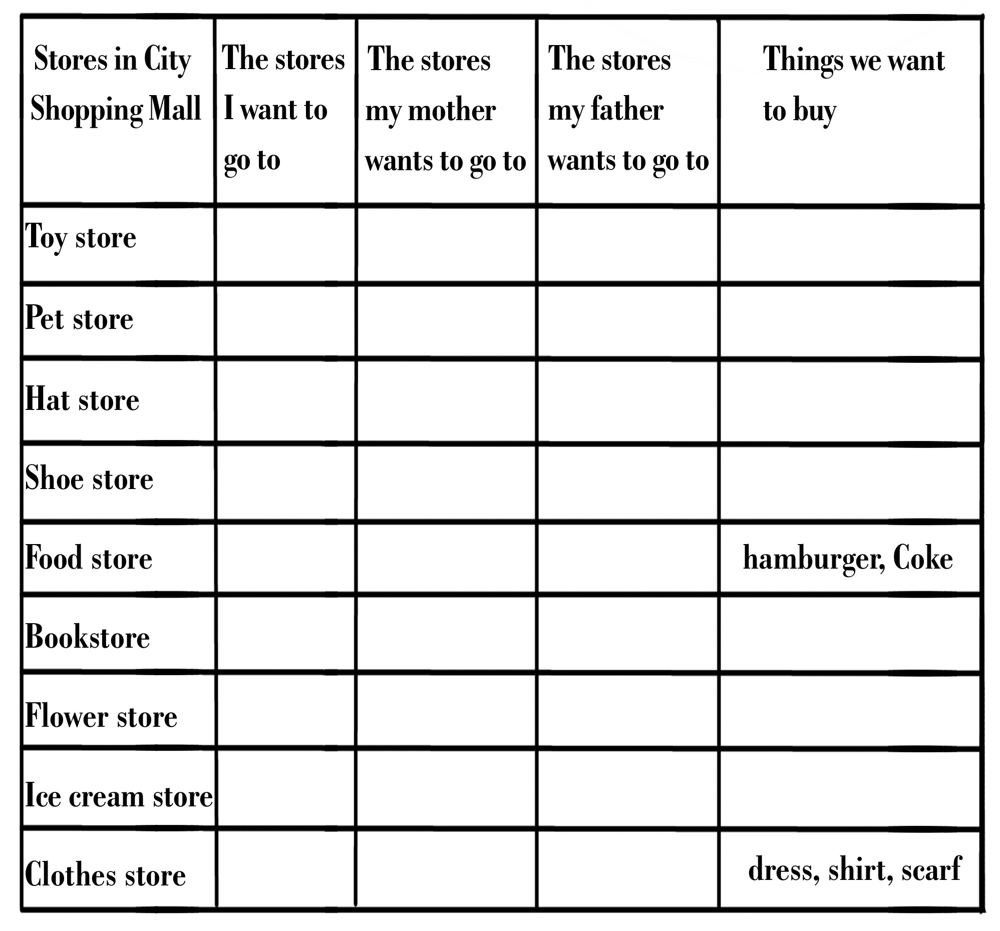 Stores in City
Shopping Mall
The stores
I want to
go to
The stores
my mother
wants to go to
The stores
my father
wants to go to
Things we want
to buy
Toy store
Pet store
Hat store
Shoe store
Food store
hamburger, Coke
Bookstore
Flower store
Ice cream store
Clothes store
dress, shirt, scarf